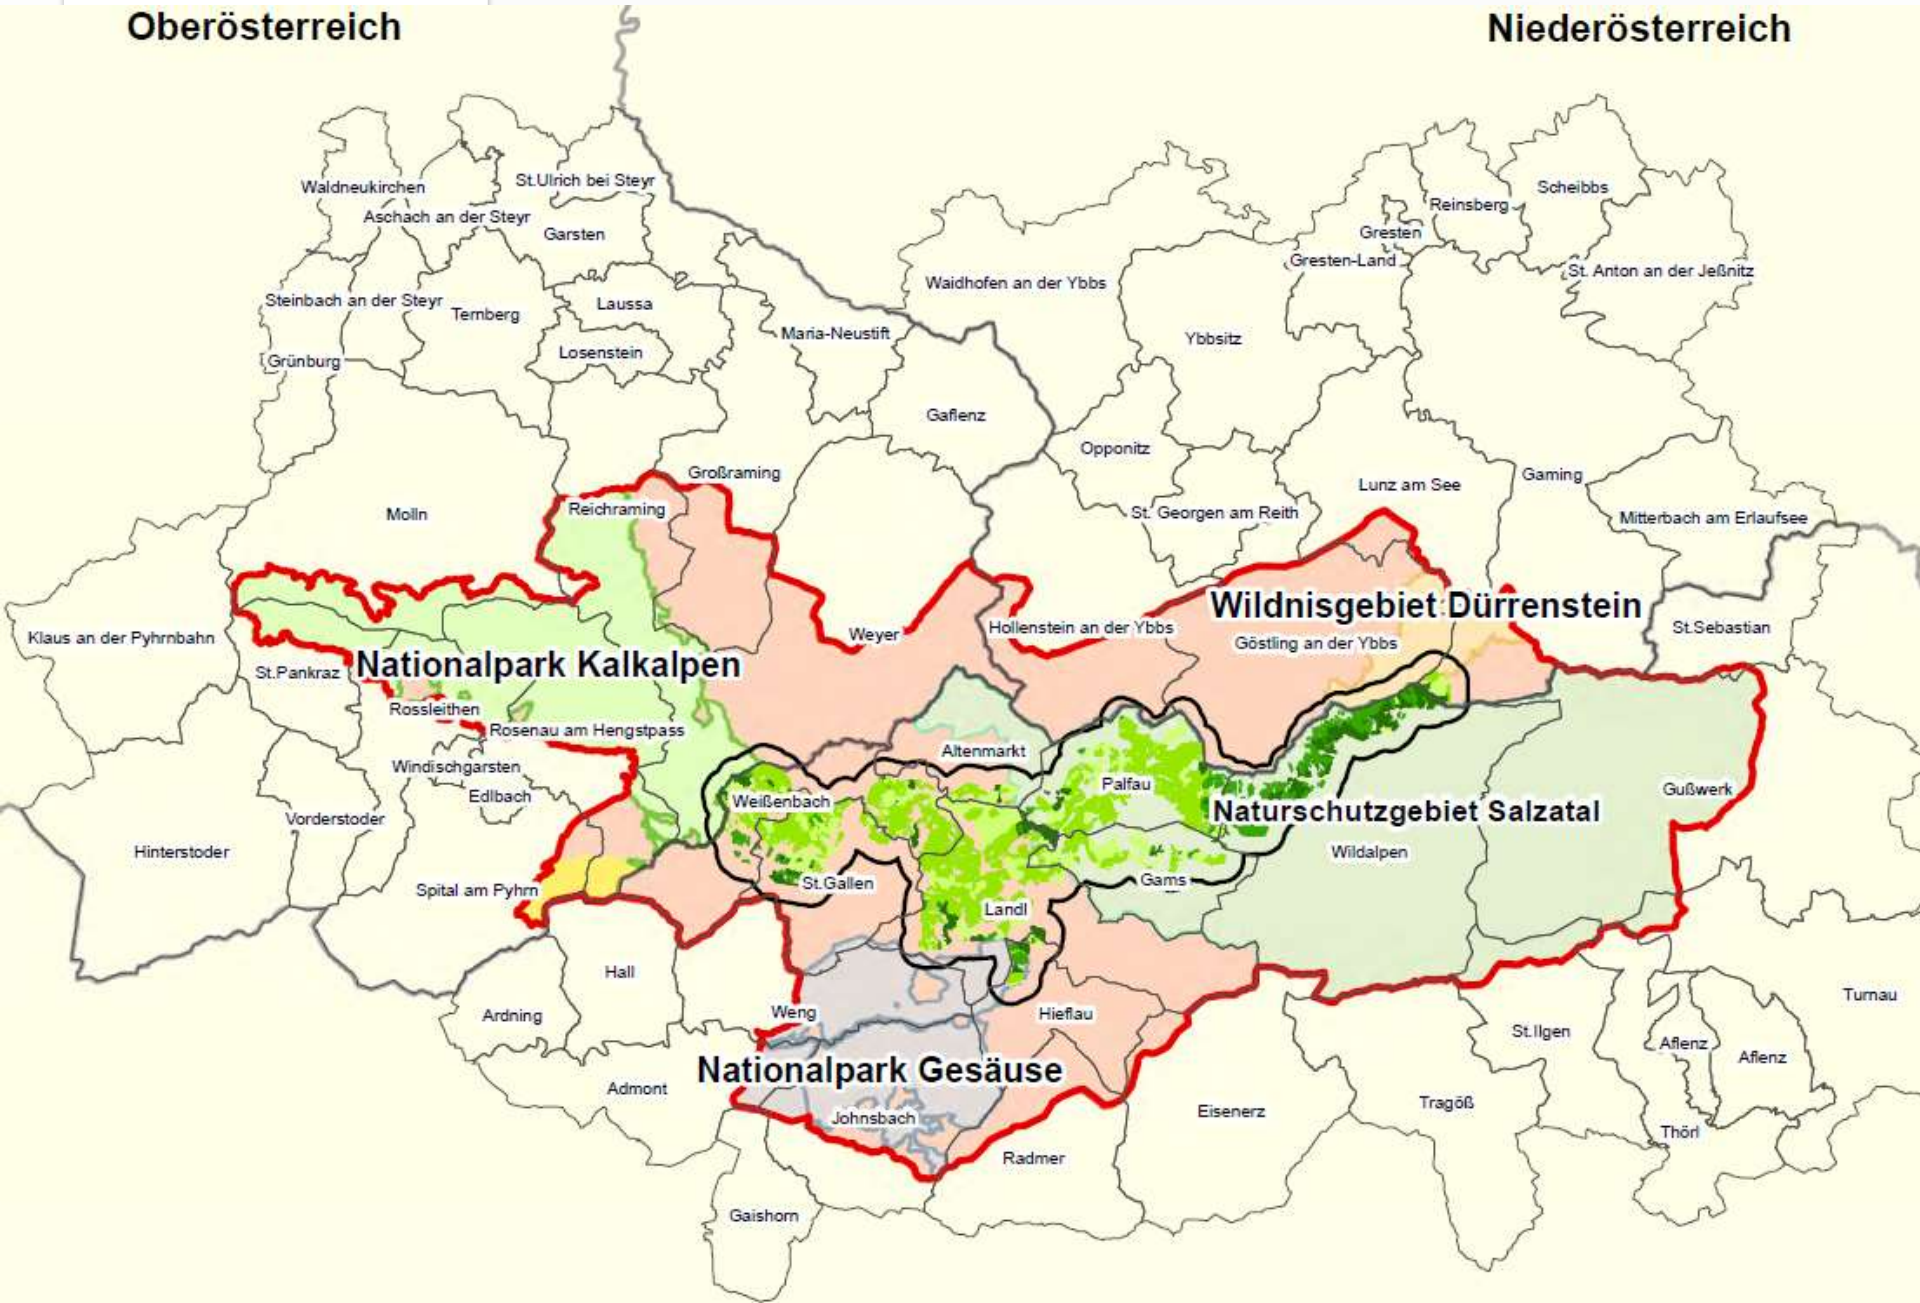 Oberösterreich
Niederösterreich
Waldneukirchen
St.Ulrich bei Steyr
Aschach an der Steyr
Garsten
Scheibbs
Reinsberg
Gresten
Gresten-Land
St. Anton an der Jeßnitz
Waidhofen an der Ybbs
Steinbach an der Steyr
Ternberg
Laussa
Maria-Neustift
Ybbsitz
Losenstein
Grünburg
Gaflenz
Opponitz
Großraming
Gaming
Lunz am See
Reichraming
Molln
St. Georgen am Reith
Mitterbach am Erlaufsee
Wildnisgebiet Dürrenstein
Klaus an der Pyhrnbahn
Weyer
Hollenstein an der Ybbs
Göstling an der Ybbs
St.Sebastian
St.Pankraz
Nationalpark Kalkalpen
Rossleithen
Rosenau am Hengstpass
Altenmarkt
Windischgarsten
Edlbach
Weißenbach
Palfau
Gußwerk
Naturschutzgebiet Salzatal
Vorderstoder
Hinterstoder
Wildalpen
Spital am Pyhrn
St.Gallen
Gams
Landl
Hall
Turnau
Ardning
Weng
Hieflau
St.Ilgen
Aflenz
Aflenz
Nationalpark Gesäuse
Admont
Johnsbach
Eisenerz
Tragöß
Thörl
Radmer
Gaishorn